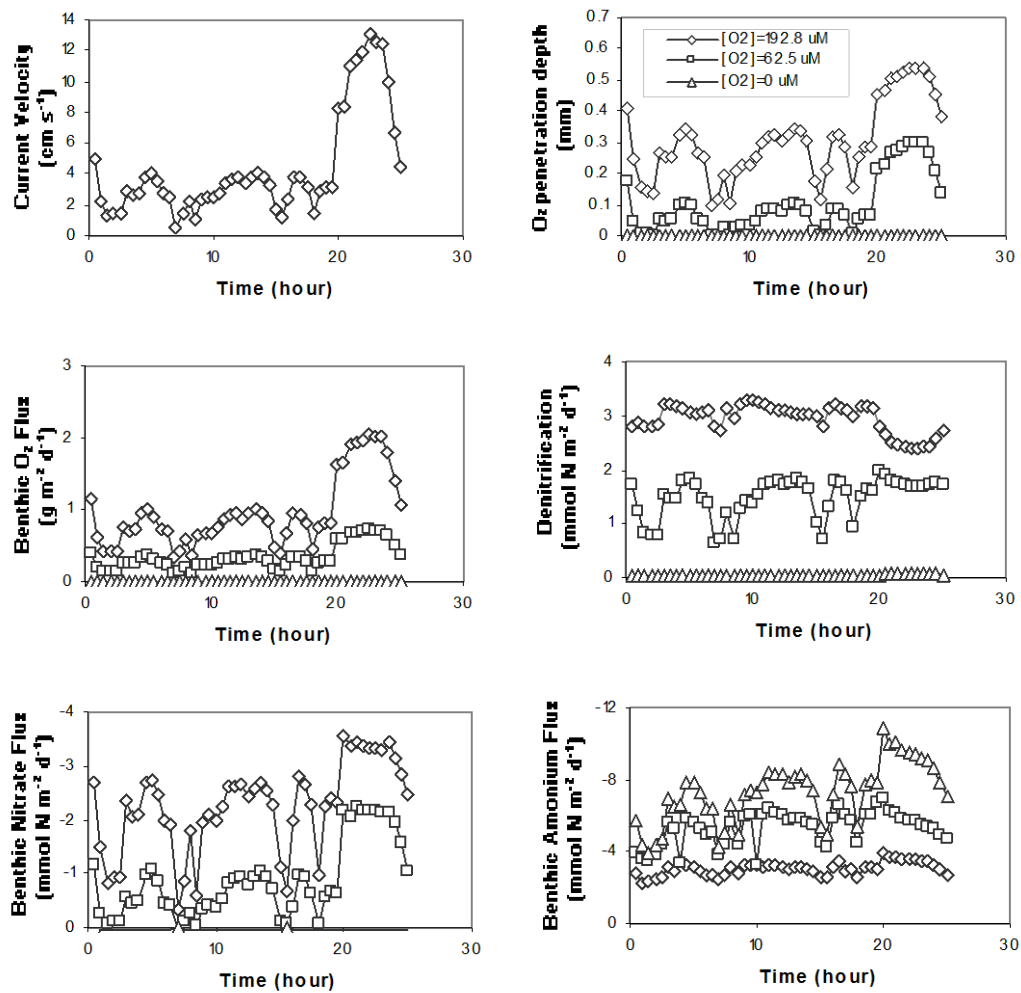 Current Velocity
(cm s-1)
14
12
10
8
6
4
2
0
0
10
20
30
Time (hour)
O2 penetration depth
(mm)
0.7
0.6
0.5
0.4
0.3
0.2
0.1
0
[O2]=192.8 uM
[O2]=62.5 uM
[O2]=0 uM
0
10
20
30
Time (hour)
Benthic O2 Flux
(g m-2 d-1)
3
2
1
0
0
10
20
30
Time (hour)
Denitrification
(mmol N m-2 d-1)
4
3
2
1
0
0
10
20
30
Time (hour)
Benthic Nitrate Flux
(mmol N m-2 d-1)
-4
-3
-2
-1
0
0
10
20
30
Time (hour)
Benthic Amonium Flux
(mmol N m-2 d-1)
-12
-8
-4
0
0
10
20
30
Time (hour)